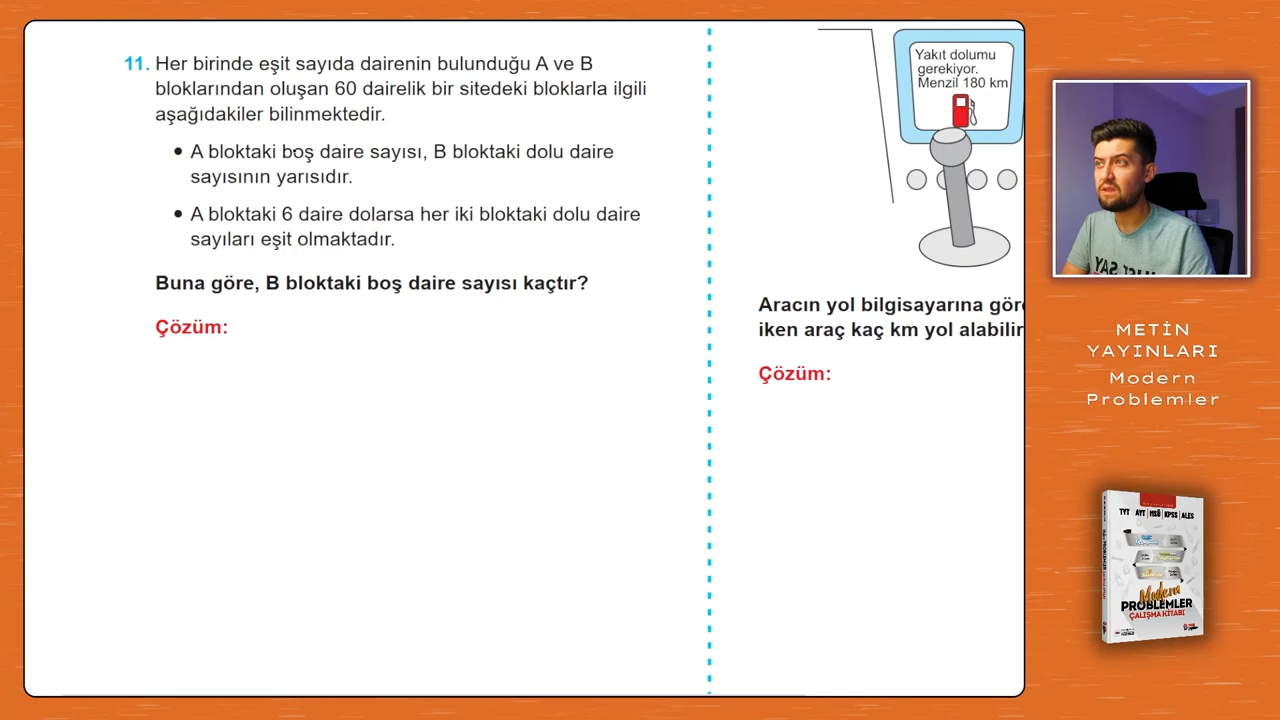 11. Her birinde eşit sayıda dairenin bulunduğu A ve B
bloklarından oluşan 60 dairelik bir sitedeki bloklarla ilgili
aşağıdakiler bilinmektedir.
• A bloktaki boş daire sayısı, B bloktaki dolu daire
sayısının yarısıdır.
• A bloktaki 6 daire dolarsa her iki bloktaki dolu daire
sayıları eşit olmaktadır.
Buna göre, B bloktaki boş daire sayısı kaçtır?
Çözüm:
Yakıt dolumu
gerekiyor.
Menzil 180 km
Aracın yol bilgisayarına gör
iken araç kaç km yol alabilir
Çözüm:
METİN
YAYINLARI
Modern
Problemler
TYT AYT MSÜ KPSS ALES
Modern
PROBLEMLER
ÇALIŞMA KİTABI